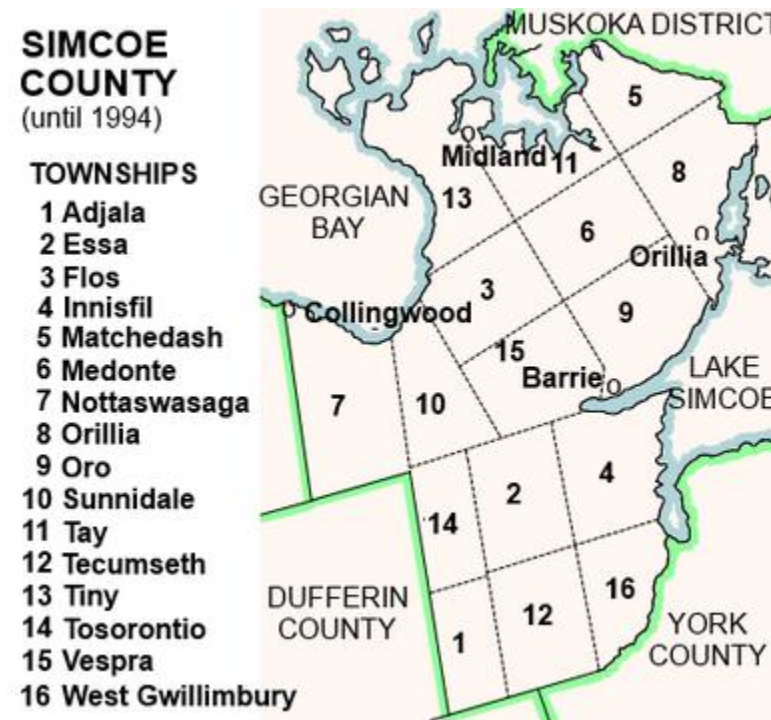 SIMCOE
COUNTY
(until 1994)
TOWNSHIPS
1 Adjala
2 Essa
3 Flos
4 Innisfil
5 Matchedash
6 Medonte
7 Nottaswasaga
8 Orillia
9 Oro
10 Sunnidale
11 Tay
12 Tecumseth
13 Tiny
14 Tosorontio
15 Vespra
16 West Gwillimbury
MUSKOKA DISTRICT
5
Midland 11
8
13
GEORGIAN
BAY
6
Orillia
3
Collingwood
9
15
Barrie
LAKE
SIMCOE
7
10
4
2
14
16
DUFFERIN
COUNTY
12
1
YORK
COUNTY